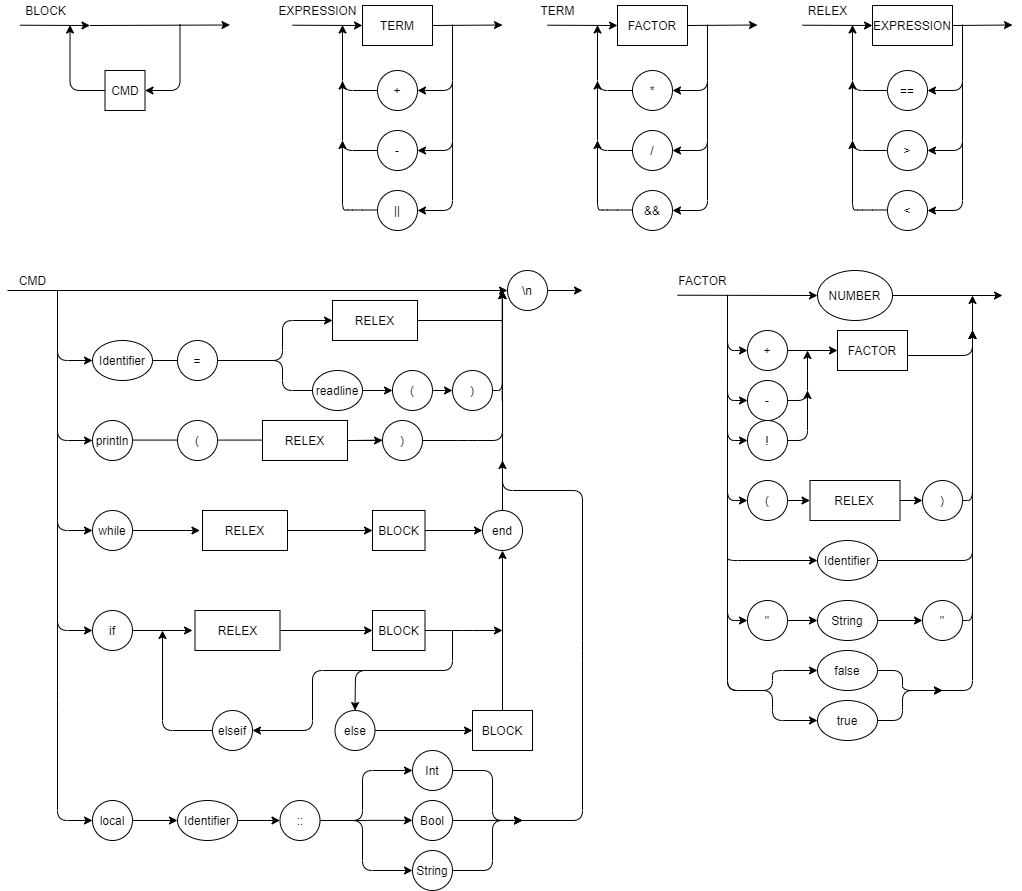 BLOCK
CMD
EXPRESSION
TERM
+
-
||
TERM
FACTOR
*
/
&&
RELEX
EXPRESSION
==
>
<
CMD
\n
Identifier
=
RELEX
readline
(
)
println
(
RELEX
)
while
RELEX
BLOCK
end
if
RELEX
BLOCK
elseif
else
BLOCK
local
Identifier
::
Int
Bool
String
FACTOR
NUMBER
+
-
!
FACTOR
(
RELEX
)
Identifier
"
String
"
false
true